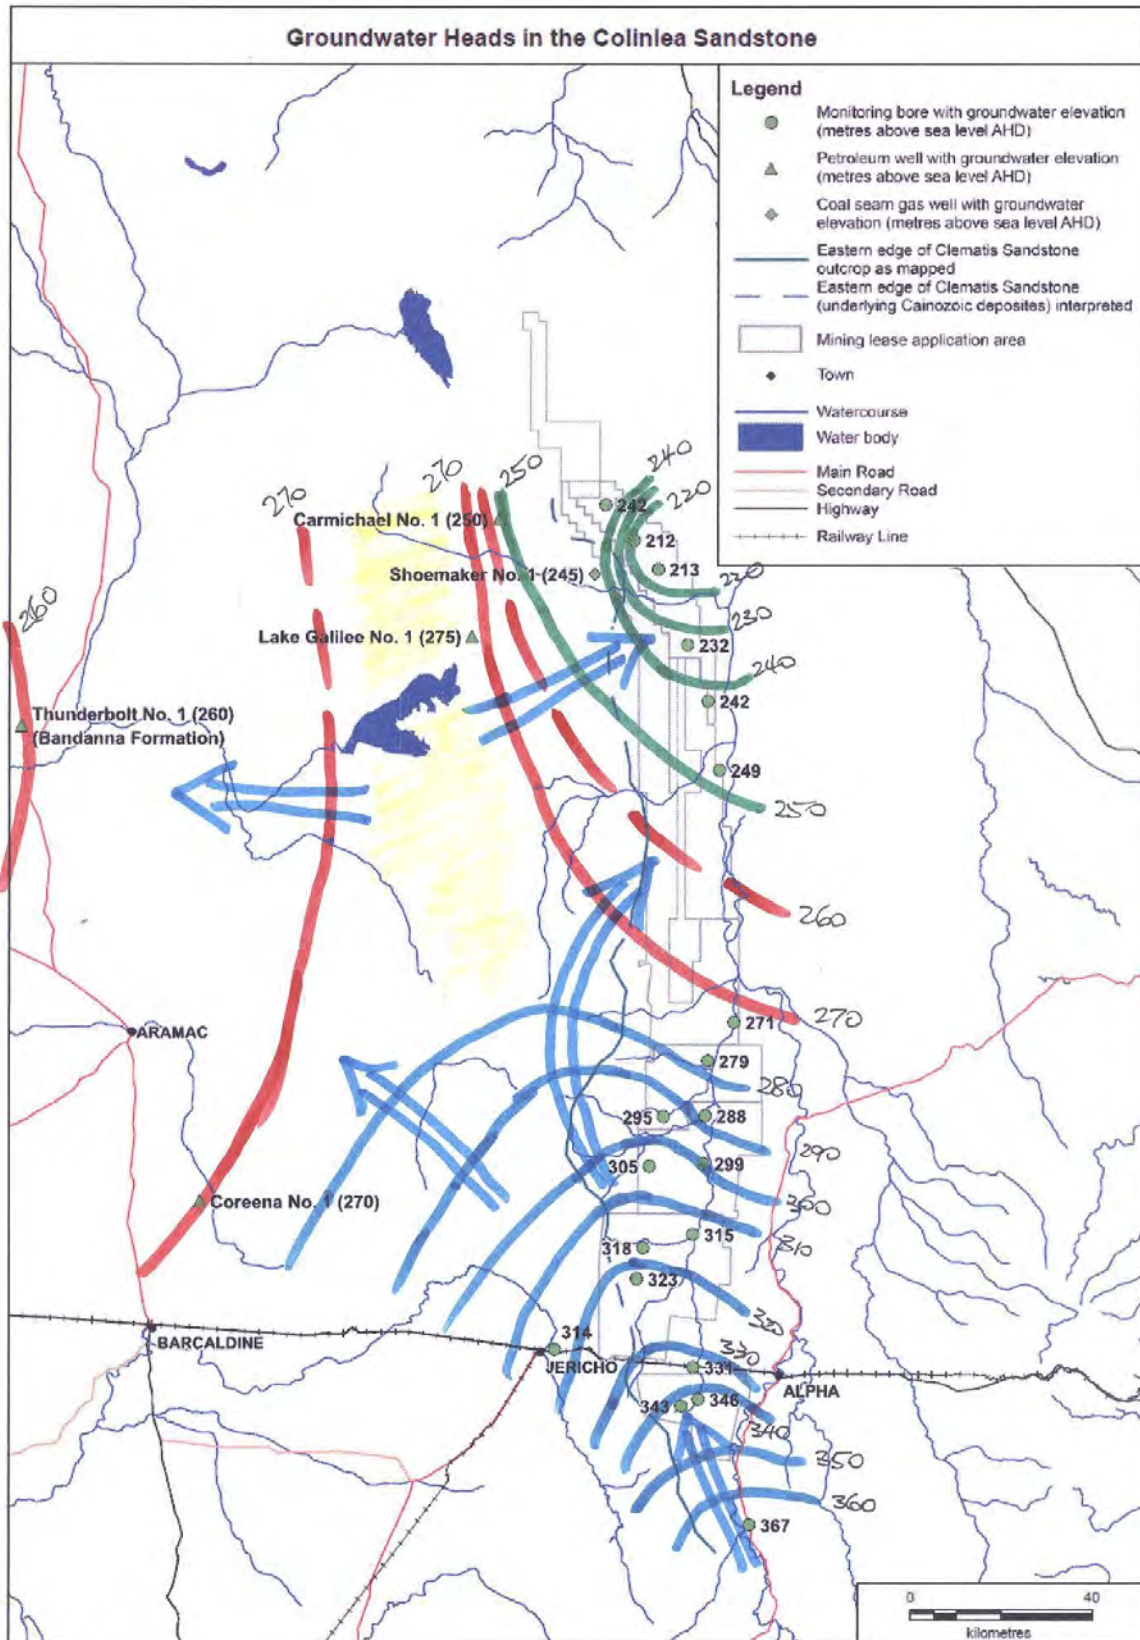 Groundwater Heads in the Colinlea Sandstone
Legend
Monitoring bore with groundwater elevation
(metres above sea level AHD)
Petroleum well with groundwater elevation
(metres above sea level AHD)
Coal seam gas well with groundwater
elevation (metres above sea level AHD)
Eastern edge of Clematis Sandstone
outcrop as mapped
Eastern edge of Clematis Sandstone
(underlying Cainozoic deposites) interpreted
Mining lease application area
Town
Watercourse
Water body
Main Road
Secondary Road
Highway
Railway Line
270
270
250
240
220
Carmichael No. 1 (250)
242
212
Shoemaker No. 1 (245)
213
220
260
230
Lake Galilee No. 1 (275)
232
240
242
Thunderbolt No. 1 (260)
(Bandanna Formation)
249
250
260
270
271
ARAMAC
279
280
295
288
290
305
299
300
Coreena No. 1 (270)
310
315
318
323
320
314
330
BARCALDINE
JERICHO
331
ALPHA
346
343
340
350
360
367
0
40
kilometres